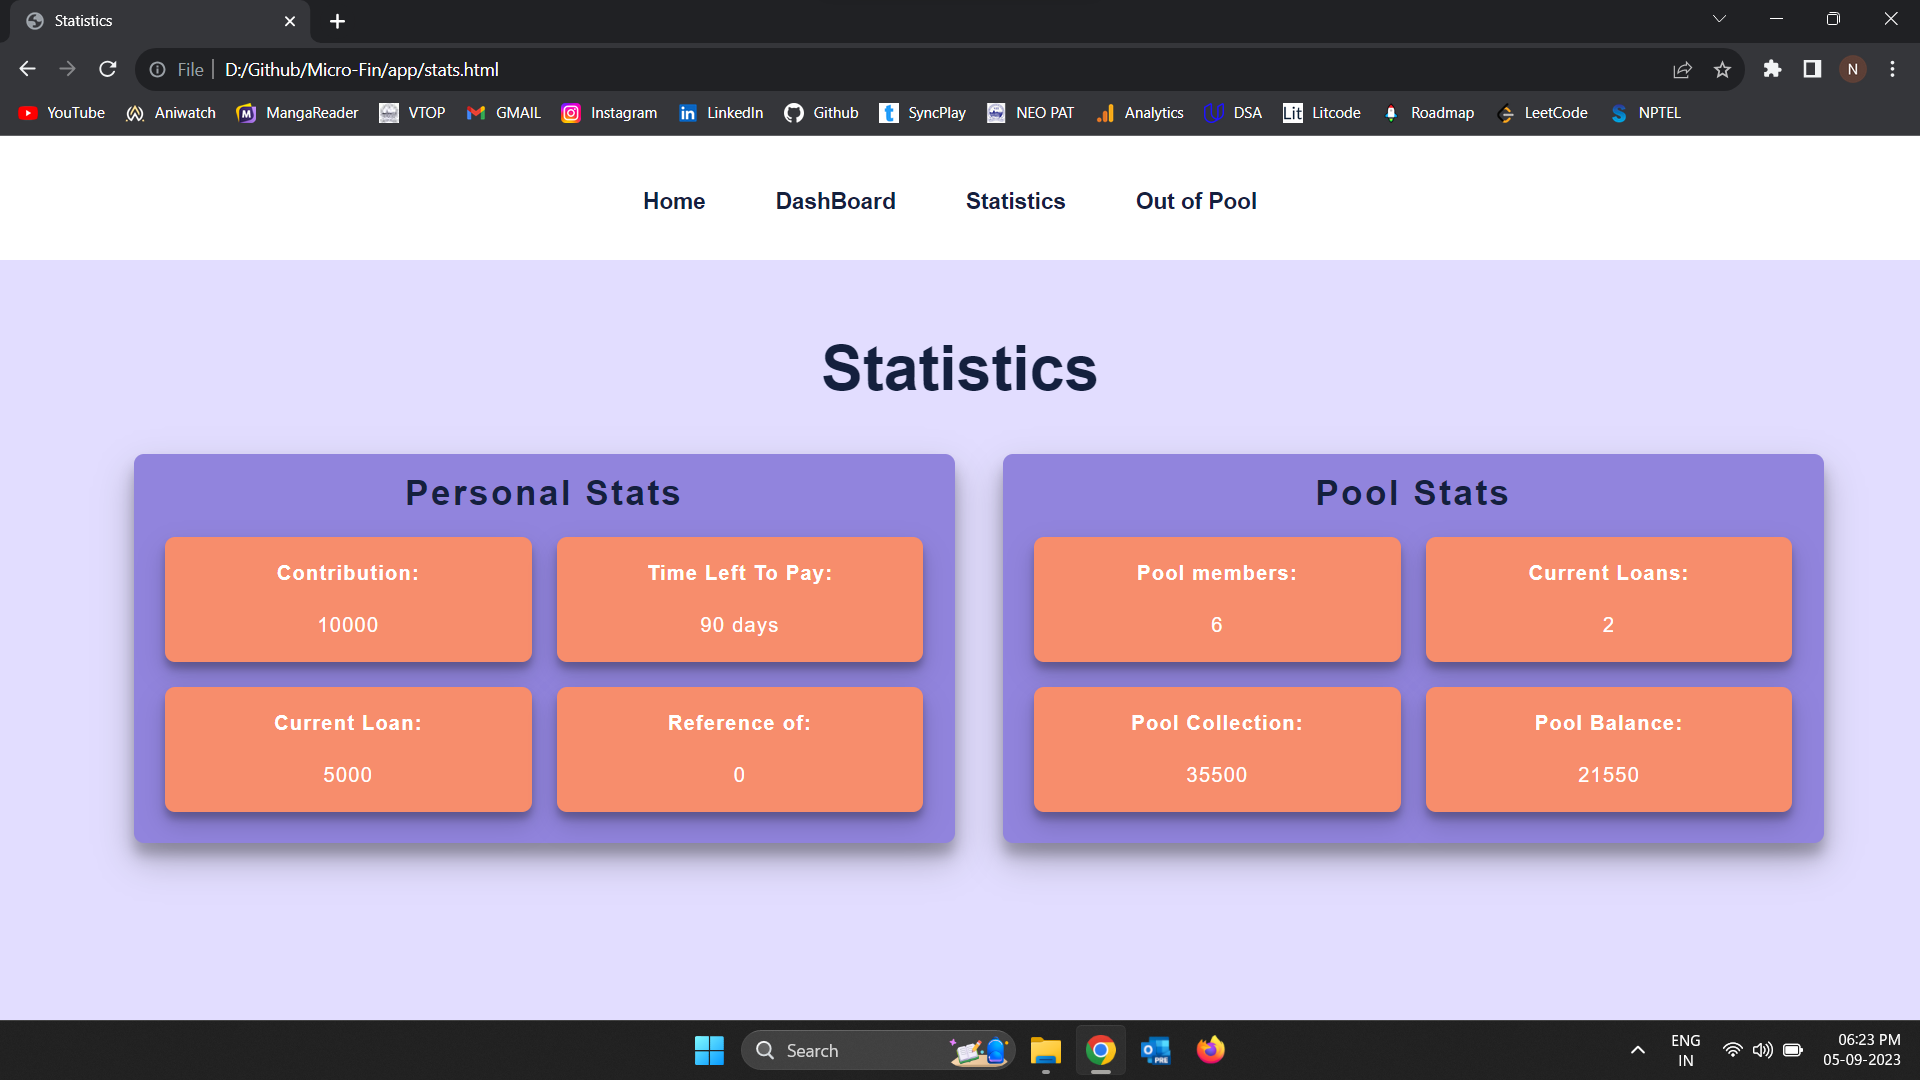 Statistics
File D:/Github/Micro-Fin/app/stats.html
N
YouTube Aniwatch MangaReader VTOP GMAIL Instagram LinkedIn Github SyncPlay NEO PAT Analytics DSA Lit Litcode Roadmap LeetCode NPTEL
Home DashBoard Statistics Out of Pool
Statistics
Personal Stats
Contribution: Time Left To Pay:
10000 90 days
Current Loan: Reference of:
5000 0
Pool Stats
Pool members: Current Loans:
6 2
Pool Collection: Pool Balance:
35500 21550
Search
PRE
ENG
IN
06:23 PM
05-09-2023